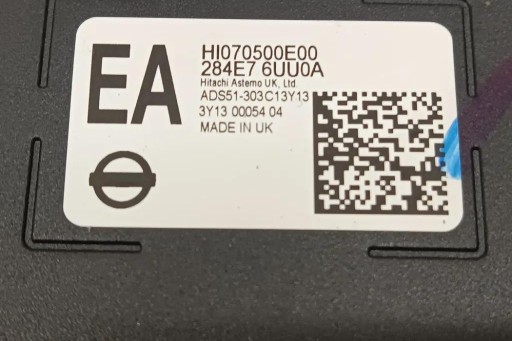 EA
HI070500E00
284E7 6UU0A
Hitachi Astemo UK, Ltd.
ADS51-303C13Y13
3Y13 00054 04
MADE IN UK